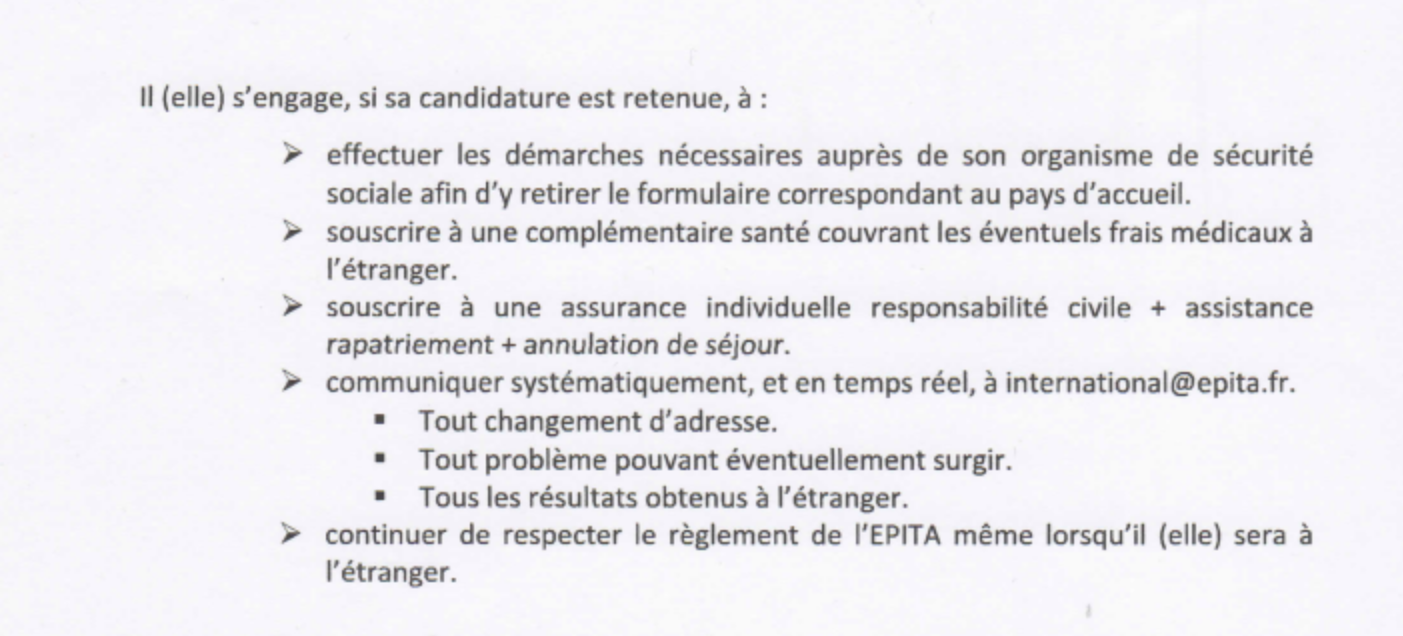 Il (elle) s'engage, si sa candidature est retenue, à :
➢ effectuer les démarches nécessaires auprès de son organisme de sécurité
sociale afin d'y retirer le formulaire correspondant au pays d'accueil.
➢ souscrire à une complémentaire santé couvrant les éventuels frais médicaux à
l'étranger.
➢ souscrire à une assurance individuelle responsabilité civile + assistance
rapatriement + annulation de séjour.
➢ communiquer systématiquement, et en temps réel, à international@epita.fr.
▪ Tout changement d'adresse.
▪ Tout problème pouvant éventuellement surgir.
▪ Tous les résultats obtenus à l'étranger.
➢ continuer de respecter le règlement de l'EPITA même lorsqu'il (elle) sera à
l'étranger.